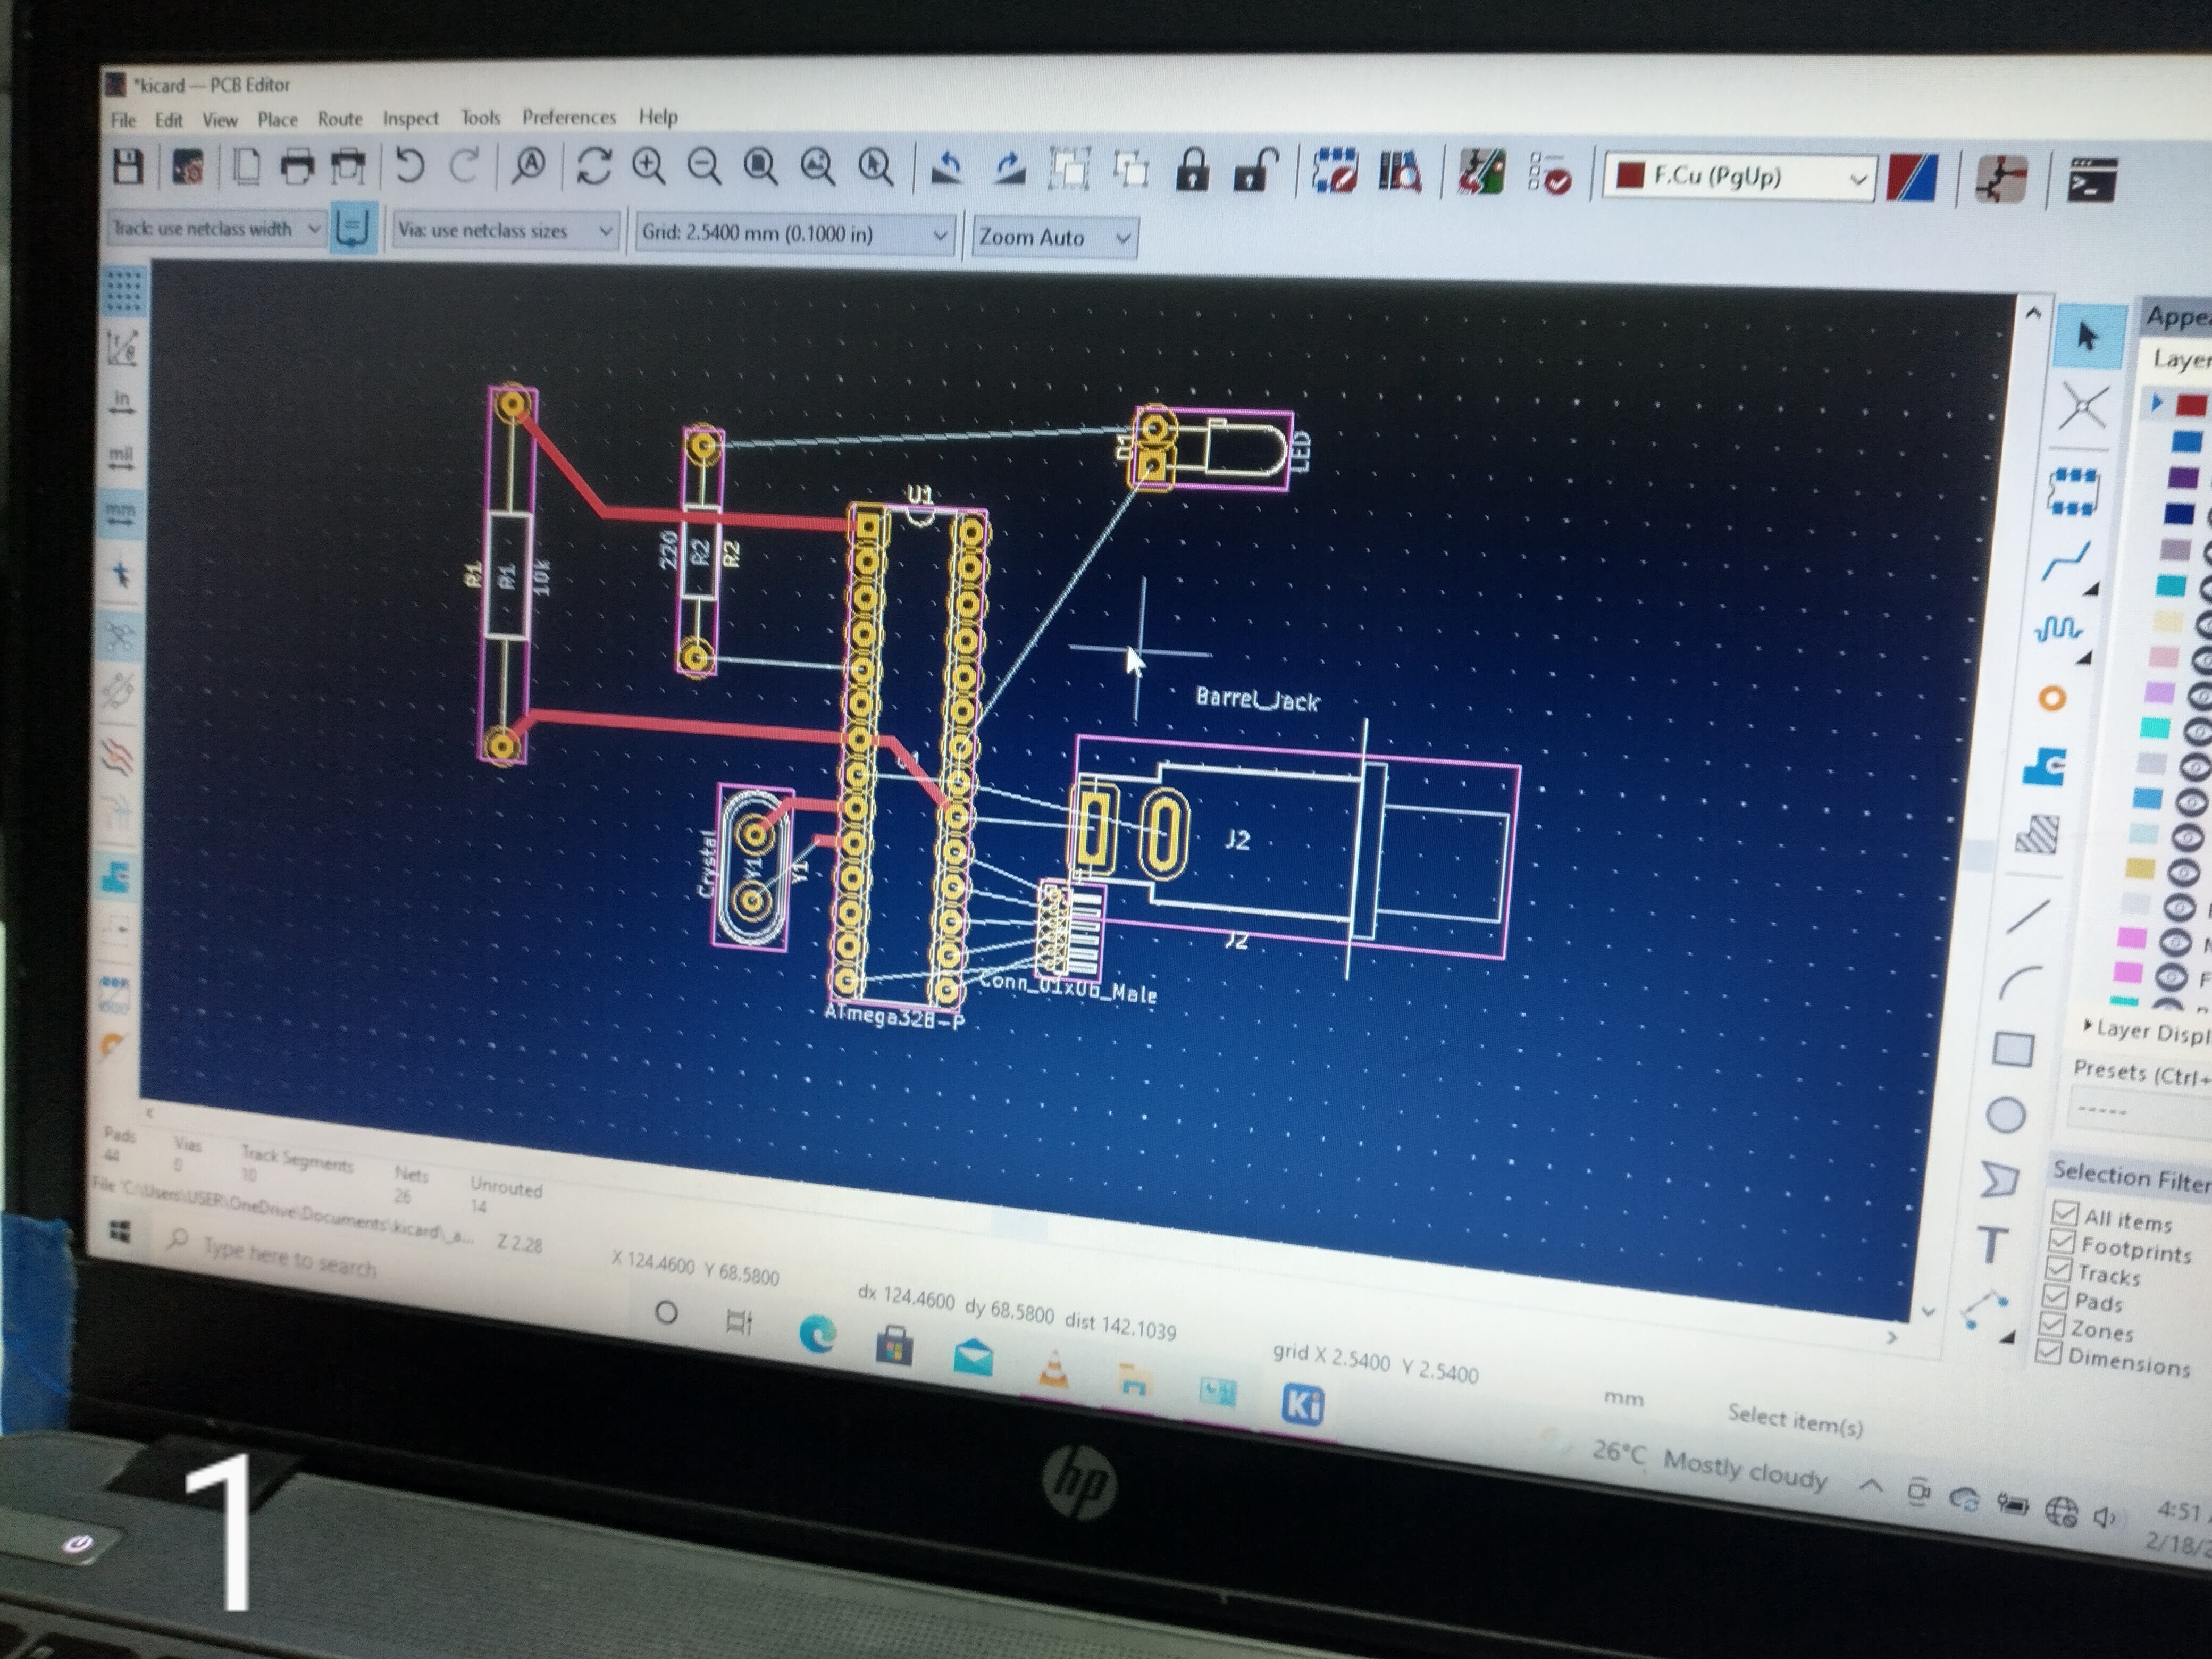 *kicard — PCB Editor
File Edit View Place Route Inspect Tools Preferences Help
F.Cu (PgUp)
Track: use netclass width
Via: use netclass sizes
Grid: 2.5400 mm (0.1000 in)
Zoom Auto
in
mil
mm
Appea
Layer
U1
D1
LED
R1
R1
10k
220
R2
R2
Barrel_Jack
J2
J2
Crystal
Y1
Y1
Conn_01x06_Male
ATmega328-P
Layer Displ
Presets (Ctrl+
-----
Selection Filter
All items
Footprints
Tracks
Pads
Zones
Dimensions
Pads Vias Track Segments Nets Unrouted
44 0 10 26 14
File 'C:\Users\USER\OneDrive\Documents\kicard\_a... Z 2.28 X 124.4600 Y 68.5800 dx 124.4600 dy 68.5800 dist 142.1039 grid X 2.5400 Y 2.5400 mm Select item(s)
Type here to search
Ki
26°C Mostly cloudy
4:51
2/18/2
hp
1